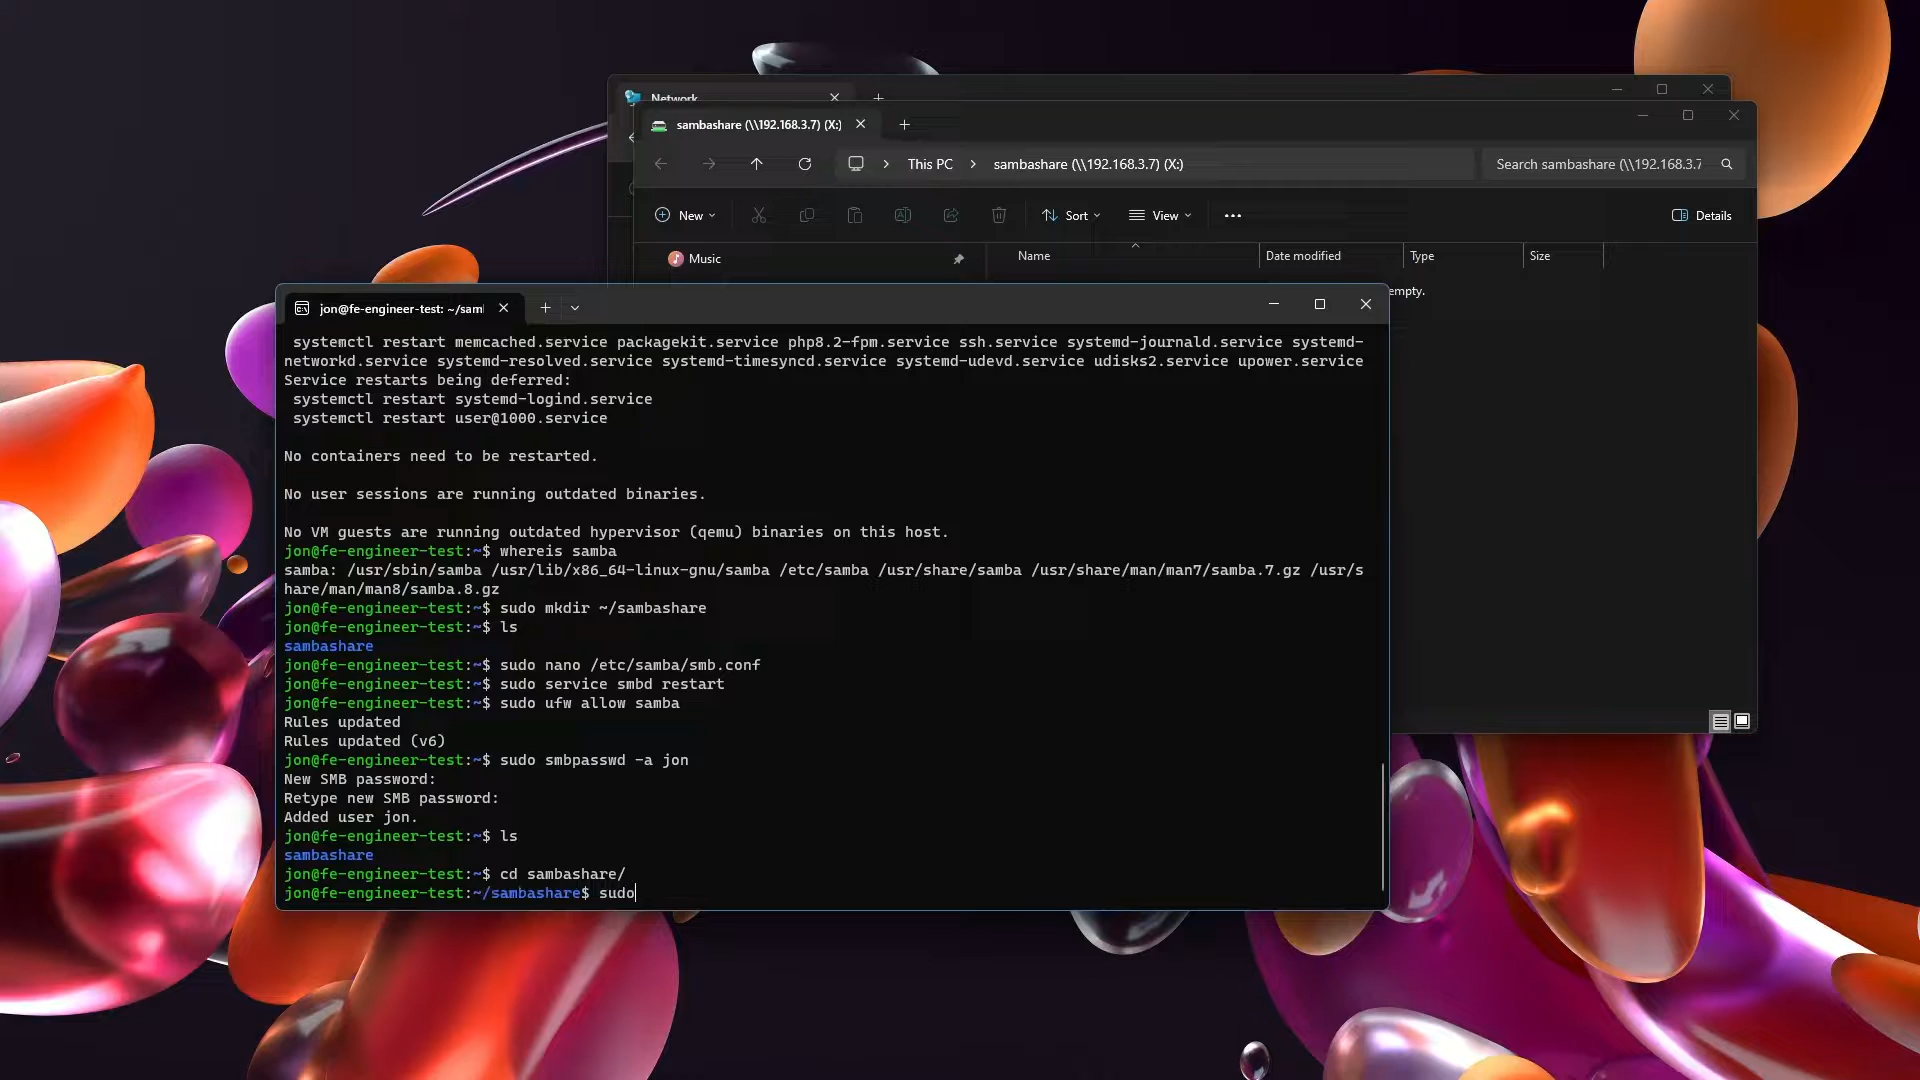 Network
sambashare (\\192.168.3.7) (X:)
This PC > sambashare (\\192.168.3.7) (X:)
Search sambashare (\\192.168.3.7
New
Sort
View
Details
Music
Name
Date modified
Type
Size
empty.
jon@fe-engineer-test: ~/sam
 systemctl restart memcached.service packagekit.service php8.2-fpm.service ssh.service systemd-journald.service systemd-
networkd.service systemd-resolved.service systemd-timesyncd.service systemd-udevd.service udisks2.service upower.service
Service restarts being deferred:
 systemctl restart systemd-logind.service
 systemctl restart user@1000.service
No containers need to be restarted.
No user sessions are running outdated binaries.
No VM guests are running outdated hypervisor (qemu) binaries on this host.
jon@fe-engineer-test:~$ whereis samba
samba: /usr/sbin/samba /usr/lib/x86_64-linux-gnu/samba /etc/samba /usr/share/samba /usr/share/man/man7/samba.7.gz /usr/s
hare/man/man8/samba.8.gz
jon@fe-engineer-test:~$ sudo mkdir ~/sambashare
jon@fe-engineer-test:~$ ls
sambashare
jon@fe-engineer-test:~$ sudo nano /etc/samba/smb.conf
jon@fe-engineer-test:~$ sudo service smbd restart
jon@fe-engineer-test:~$ sudo ufw allow samba
Rules updated
Rules updated (v6)
jon@fe-engineer-test:~$ sudo smbpasswd -a jon
New SMB password:
Retype new SMB password:
Added user jon.
jon@fe-engineer-test:~$ ls
sambashare
jon@fe-engineer-test:~$ cd sambashare/
jon@fe-engineer-test:~/sambashare$ sudo